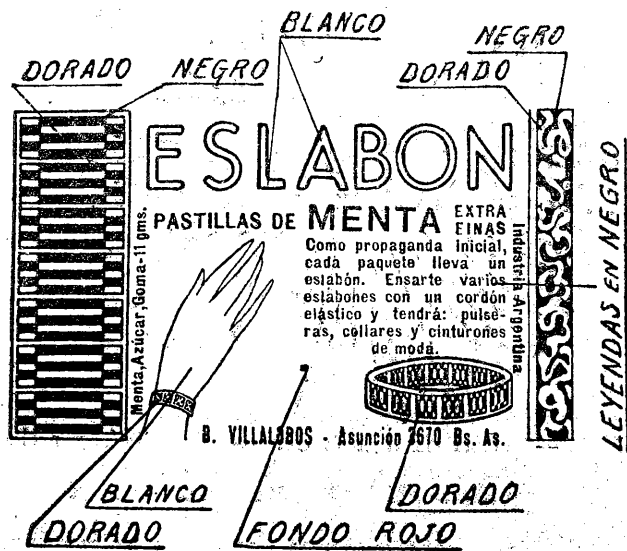 BLANCO
NEGRO
DORADO
NEGRO
DORADO
ESLABON
PASTILLAS DE MENTA EXTRA FINAS
Como propaganda inicial,
cada paquete lleva un
eslabón. Ensarte varios
eslabones con un cordón
elástico y tendrá: pulse-
ras, collares y cinturones
de moda.
Menta, Azúcar, Goma-11 gms.
Industria Argentina
LEYENDAS EN NEGRO
B. VILLALOBOS - Asunción 3670 Bs. As.
BLANCO
DORADO
DORADO
FONDO ROJO